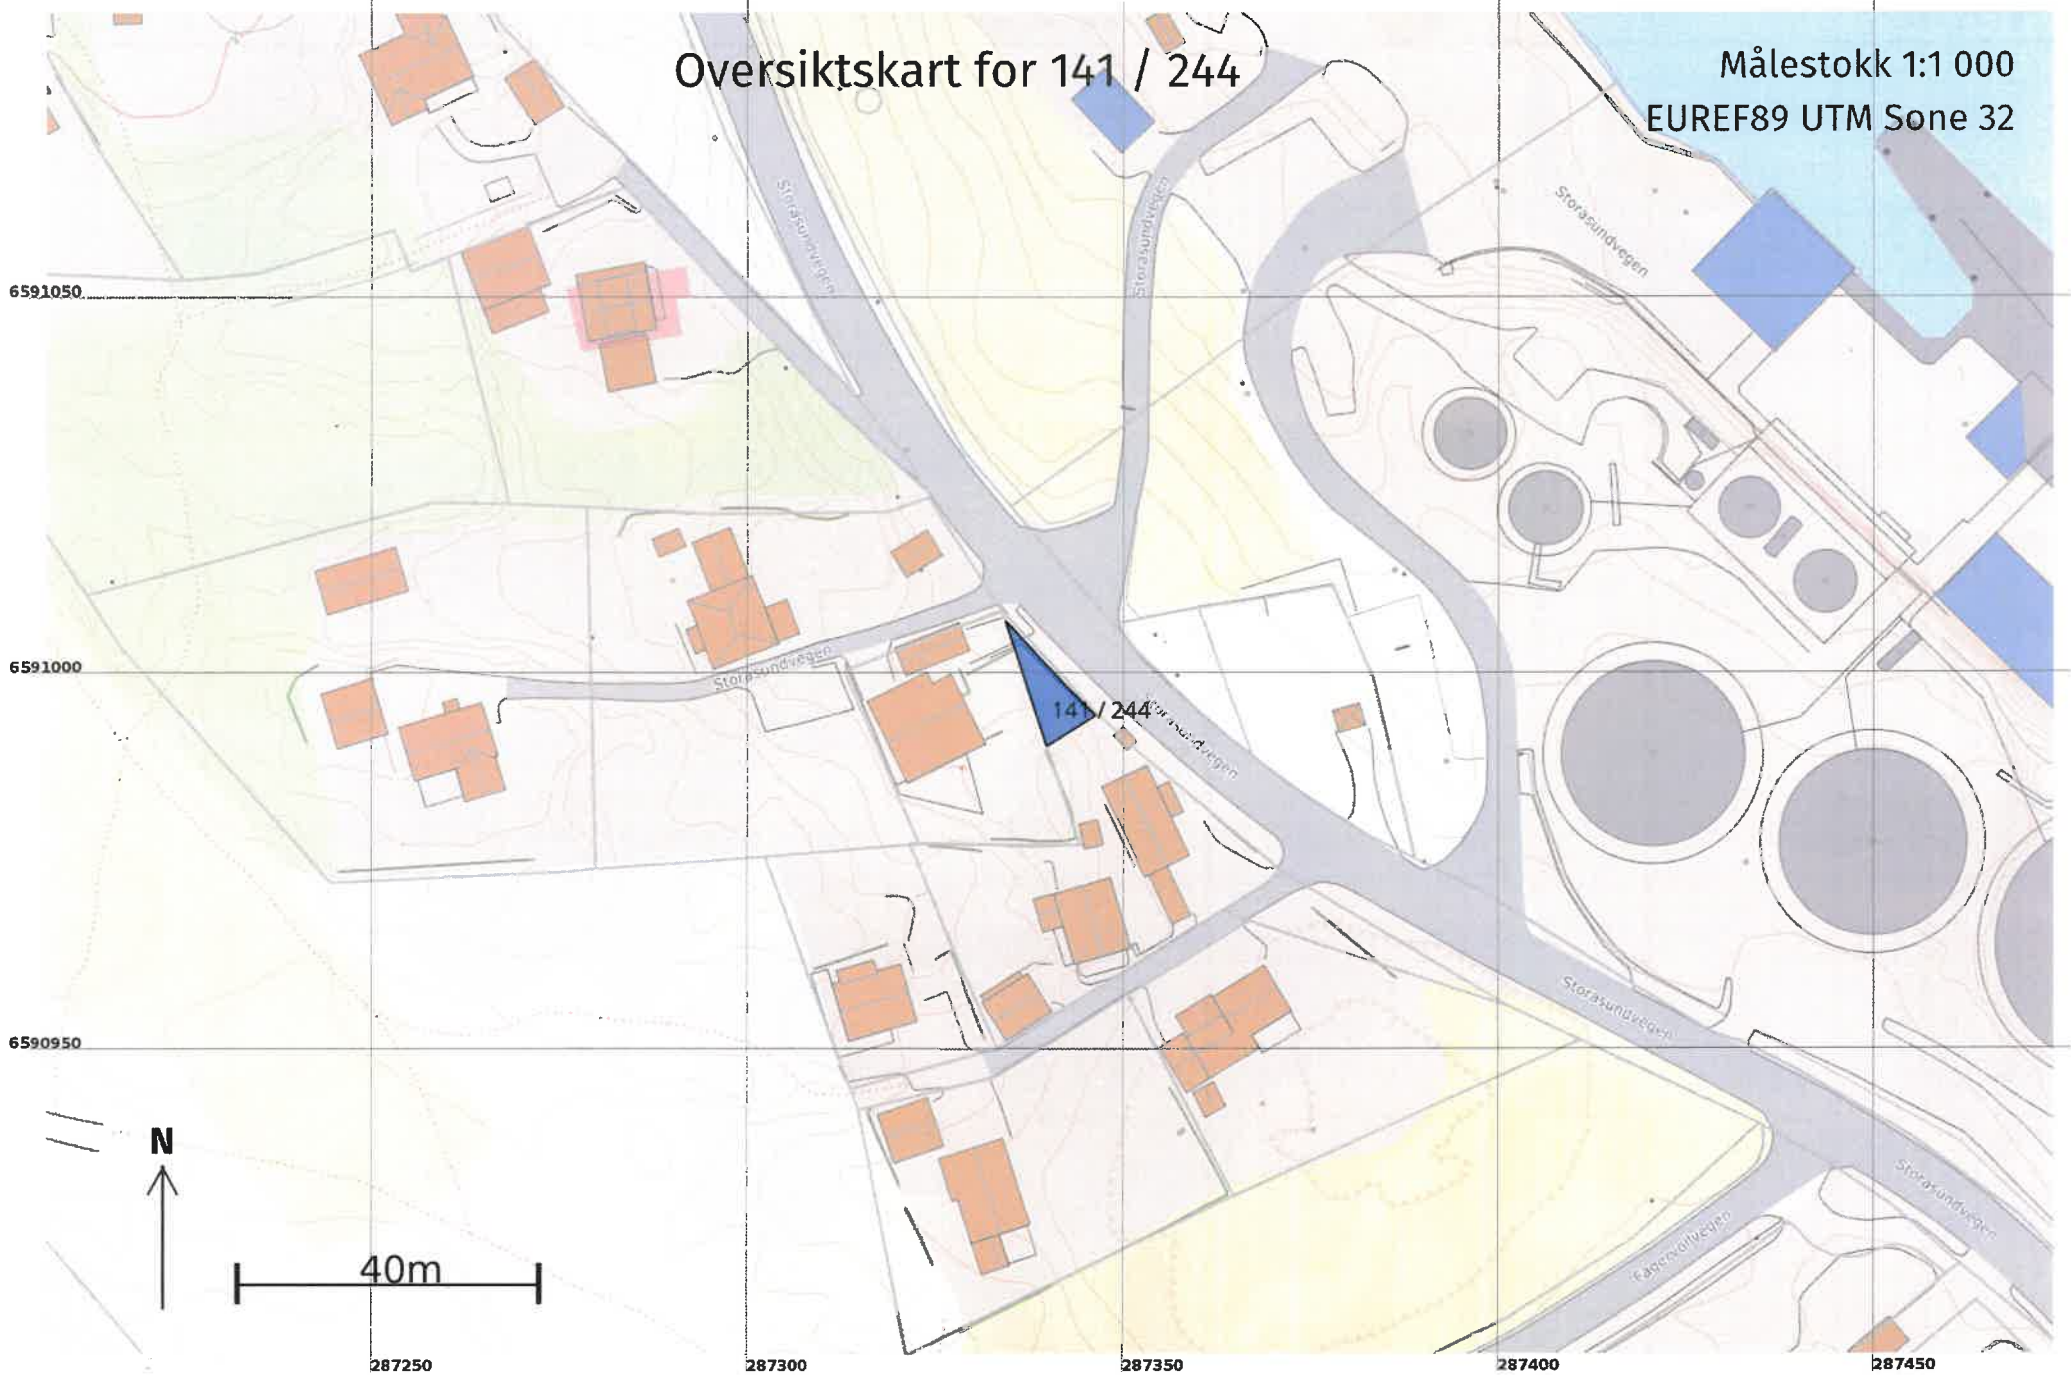 Oversiktskart for 141 / 244
Målestokk 1:1 000
EUREF89 UTM Sone 32
Storasundvegen
Storasundvegen
Storasundvegen
6591050
Storasundvegen
6591000
141 / 244
Storasundvegen
Storasundvegen
6590950
N
40m
Storasundvegen
Fagervollvegen
287250
287300
287350
287400
287450